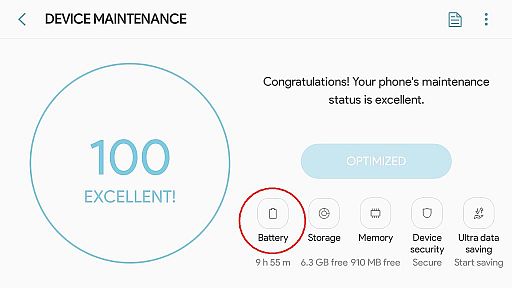 DEVICE MAINTENANCE
100
EXCELLENT!
Congratulations! Your phone's maintenance
status is excellent.
OPTIMIZED
Battery Storage Memory Device security Ultra data saving
9 h 55 m 6.3 GB free 910 MB free Secure Start saving